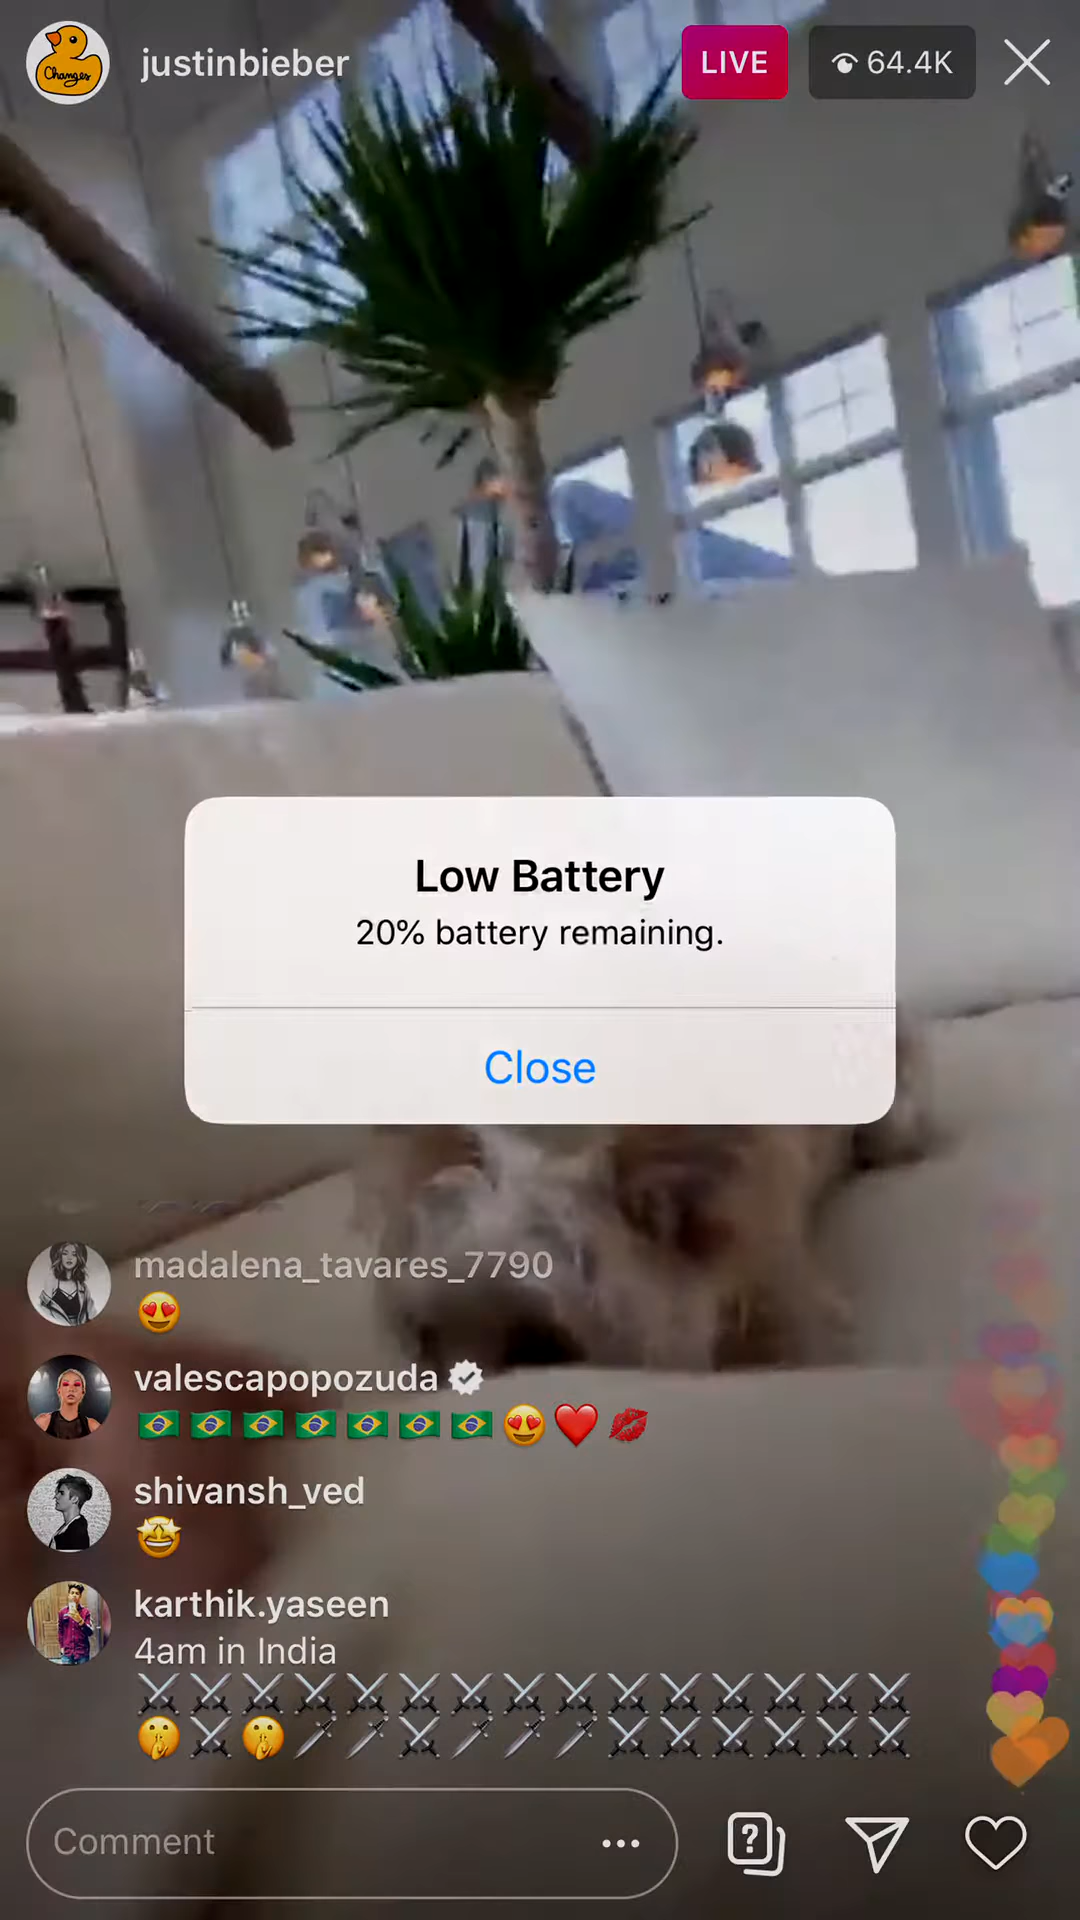 Changes
justinbieber
LIVE
64.4K
Low Battery
20% battery remaining.
Close
madalena_tavares_7790
😍
valescapopozuda
🇧🇷🇧🇷🇧🇷🇧🇷🇧🇷🇧🇷🇧🇷😍❤️💋
shivansh_ved
🤩
karthik.yaseen
4am in India
⚔️⚔️⚔️⚔️⚔️⚔️⚔️⚔️⚔️⚔️⚔️⚔️⚔️⚔️⚔️
🤫⚔️🤫🗡️🗡️⚔️🗡️🗡️🗡️⚔️⚔️⚔️⚔️⚔️⚔️
Comment